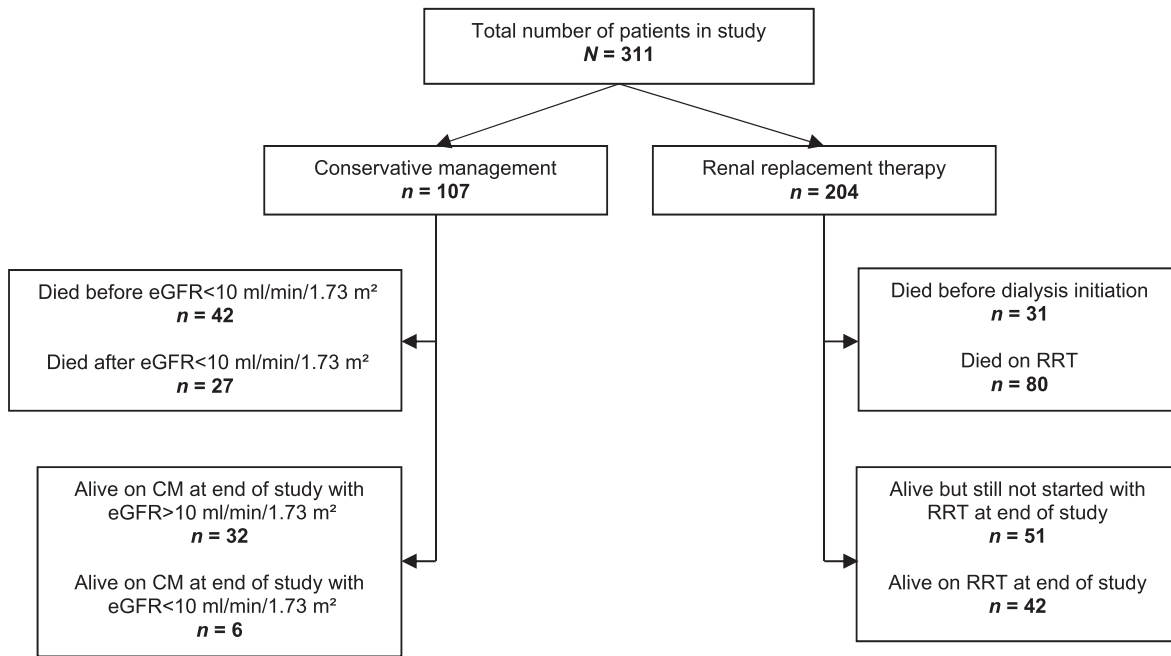 Total number of patients in study
N = 311
Conservative management
n = 107
Renal replacement therapy
n = 204
Died before eGFR<10 ml/min/1.73 m²
n = 42
Died after eGFR<10 ml/min/1.73 m²
n = 27
Died before dialysis initiation
n = 31
Died on RRT
n = 80
Alive on CM at end of study with
eGFR>10 ml/min/1.73 m²
n = 32
Alive on CM at end of study with
eGFR<10 ml/min/1.73 m²
n = 6
Alive but still not started with
RRT at end of study
n = 51
Alive on RRT at end of study
n = 42